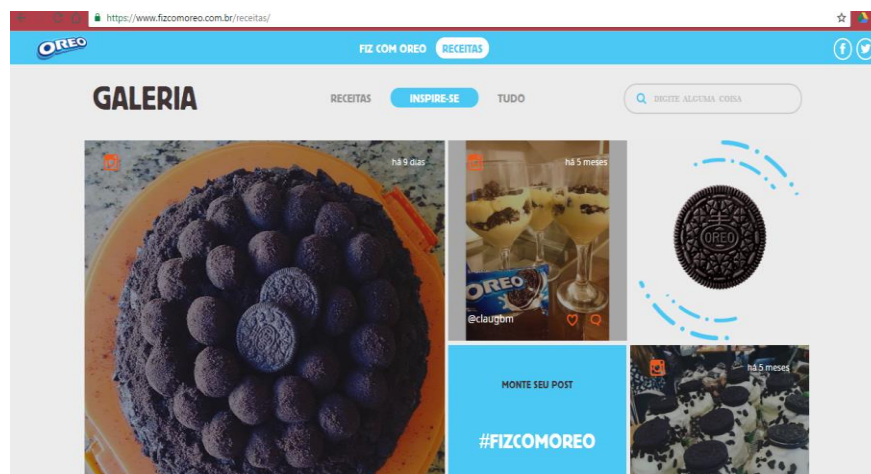 https://www.fizcomoreo.com.br/receitas/
OREO
FIZ COM OREO
RECEITAS
GALERIA
RECEITAS
INSPIRE-SE
TUDO
DIGITE ALGUMA COISA
há 9 dias
há 5 meses
OREO
@claugbm
OREO
MONTE SEU POST
#FIZCOMOREO
há 5 meses